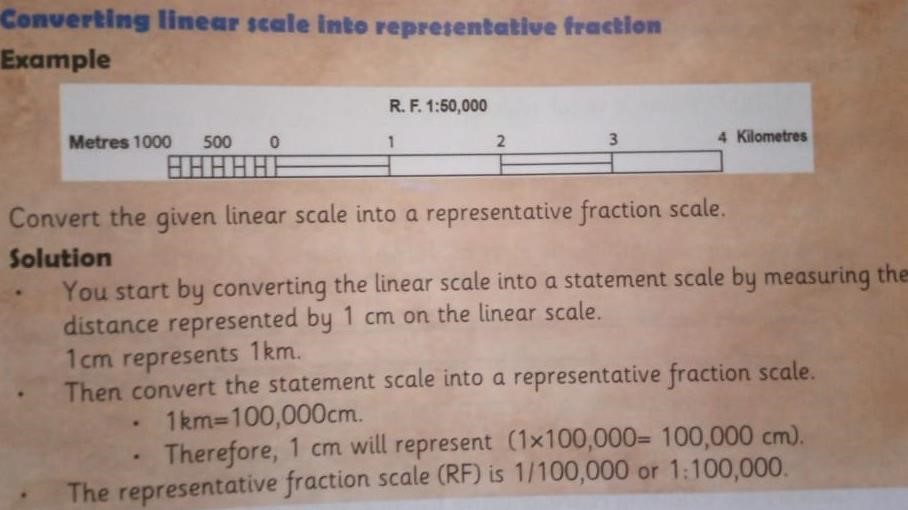 Converting linear scale into representative fraction
Example
R. F. 1:50,000
Metres 1000 500 0 1 2 3 4 Kilometres
Convert the given linear scale into a representative fraction scale.
Solution
• You start by converting the linear scale into a statement scale by measuring the
distance represented by 1 cm on the linear scale.
1cm represents 1km.
• Then convert the statement scale into a representative fraction scale.
• 1km=100,000cm.
• Therefore, 1 cm will represent (1x100,000= 100,000 cm).
• The representative fraction scale (RF) is 1/100,000 or 1:100,000.